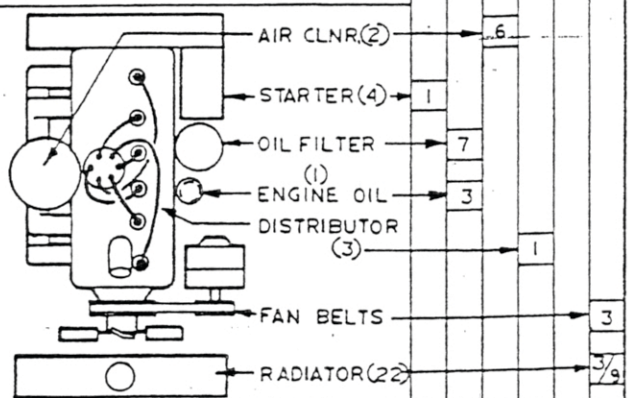 AIR CLNR.(2) 6
STARTER(4) 1
OIL FILTER 7
(1)
ENGINE OIL 3
DISTRIBUTOR
(3) 1
FAN BELTS 3
RADIATOR(22) 3/9